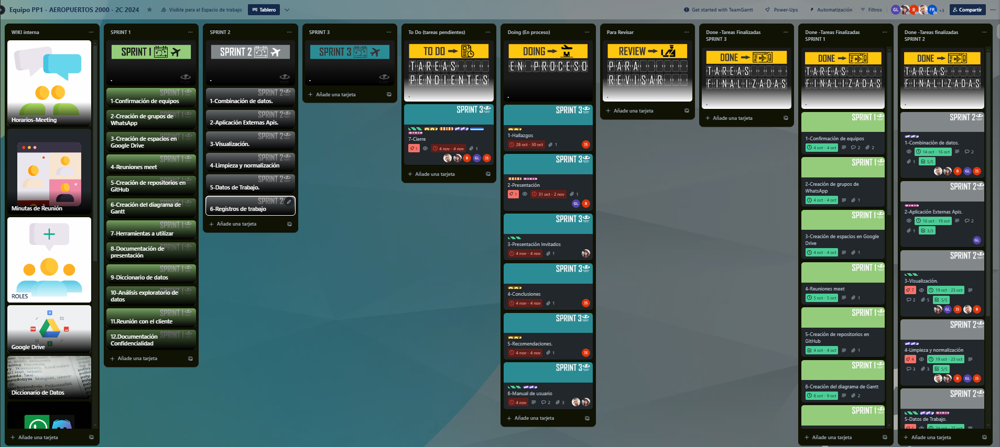 Equipo PP1 - AEROPUERTOS 2000 - 2C 2024
Visible para el Espacio de trabajo
Tablero
Get started with TeamGantt
Power-Ups
Automatización
Filtros
GL
B
FR
+3
Compartir
WIKI interna
Horarios-Meeting
Minutas de Reunión
ROLES
Google Drive
Diccionario de Datos
Añade una tarjeta
SPRINT 1
SPRINT 1
.
SPRINT 1
1-Confirmación de equipos
SPRINT 1
2-Creación de grupos de
WhatsApp
SPRINT 1
3-Creación de espacios en
Google Drive
SPRINT 1
4-Reuniones meet
SPRINT 1
5-Creación de repositorios en
GitHub
SPRINT 1
6-Creación del diagrama de
Gantt
SPRINT 1
7-Herramientas a utilizar
SPRINT 1
8-Documentación de
presentación
SPRINT 1
9-Diccionario de datos
SPRINT 1
10-Análisis exploratorio de
datos
SPRINT 1
11.Reunión con el cliente
SPRINT 1
12.Documentación
Confidencialidad
Añade una tarjeta
SPRINT 2
SPRINT 2
.
SPRINT 2
1-Combinación de datos.
SPRINT 2
2-Aplicación Externas Apis.
SPRINT 2
3-Visualización.
SPRINT 2
4-Limpieza y normalización
SPRINT 2
5-Datos de Trabajo.
SPRINT 2
6-Registros de trabajo
Añade una tarjeta
SPRINT 3
SPRINT 3
.
Añade una tarjeta
To Do (tareas pendientes)
TO DO
TAREAS
PENDIENTES
.
SPRINT 3
7-Cierre
1
4 nov - 4 nov
1
B
GL
IS
Añade una tarjeta
Doing (En proceso)
DOING
EN PROCESO
.
SPRINT 3
1-Hallazgos
28 oct - 30 oct
1
IS
SPRINT 3
2-Presentación
1
31 oct - 2 nov
1
GL
B
SPRINT 3
3-Presentación Invitados
4 nov - 4 nov
1
SPRINT 3
4-Conclusiones
4 nov - 4 nov
1
IS
SPRINT 3
5-Recomendaciones.
4 nov - 4 nov
1
IS
SPRINT 3
6-Manual de usuario
4 nov
2
3
Añade una tarjeta
Para Revisar
REVIEW
PARA
REVISAR
.
Añade una tarjeta
Done -Tareas Finalizadas
SPRINT 3
DONE
TAREAS
FINALIZADAS
.
Añade una tarjeta
Done -Tareas Finalizadas
SPRINT 1
DONE
TAREAS
FINALIZADAS
.
SPRINT 1
1-Confirmación de equipos
4 oct - 4 oct
2
2
SPRINT 1
2-Creación de grupos de
WhatsApp
4 oct - 4 oct
1
SPRINT 1
3-Creación de espacios en Google
Drive
4 oct - 4 oct
1
SPRINT 1
4-Reuniones meet
5 oct - 5 oct
1
SPRINT 1
5-Creación de repositorios en
GitHub
4 oct - 4 oct
1
SPRINT 1
6-Creación del diagrama de Gantt
8 oct - 9 oct
2
SPRINT 1
Añade una tarjeta
Done -Tareas finalizadas
SPRINT 2
DONE
TAREAS
FINALIZADAS
.
SPRINT 2
1-Combinación de datos.
14 oct - 16 oct
2
1
5/5
B
GL
IS
SPRINT 2
2-Aplicación Externas Apis.
16 oct - 19 oct
2
1
3/3
GL
SPRINT 2
3-Visualización.
7
19 oct - 23 oct
2
5
5/5
GL
IS
B
SPRINT 2
4-Limpieza y normalización
4
19 oct - 23 oct
3
3
5/5
B
GL
IS
SPRINT 2
5-Datos de Trabajo.
24 oct - 27 oct
Añade una tarjeta